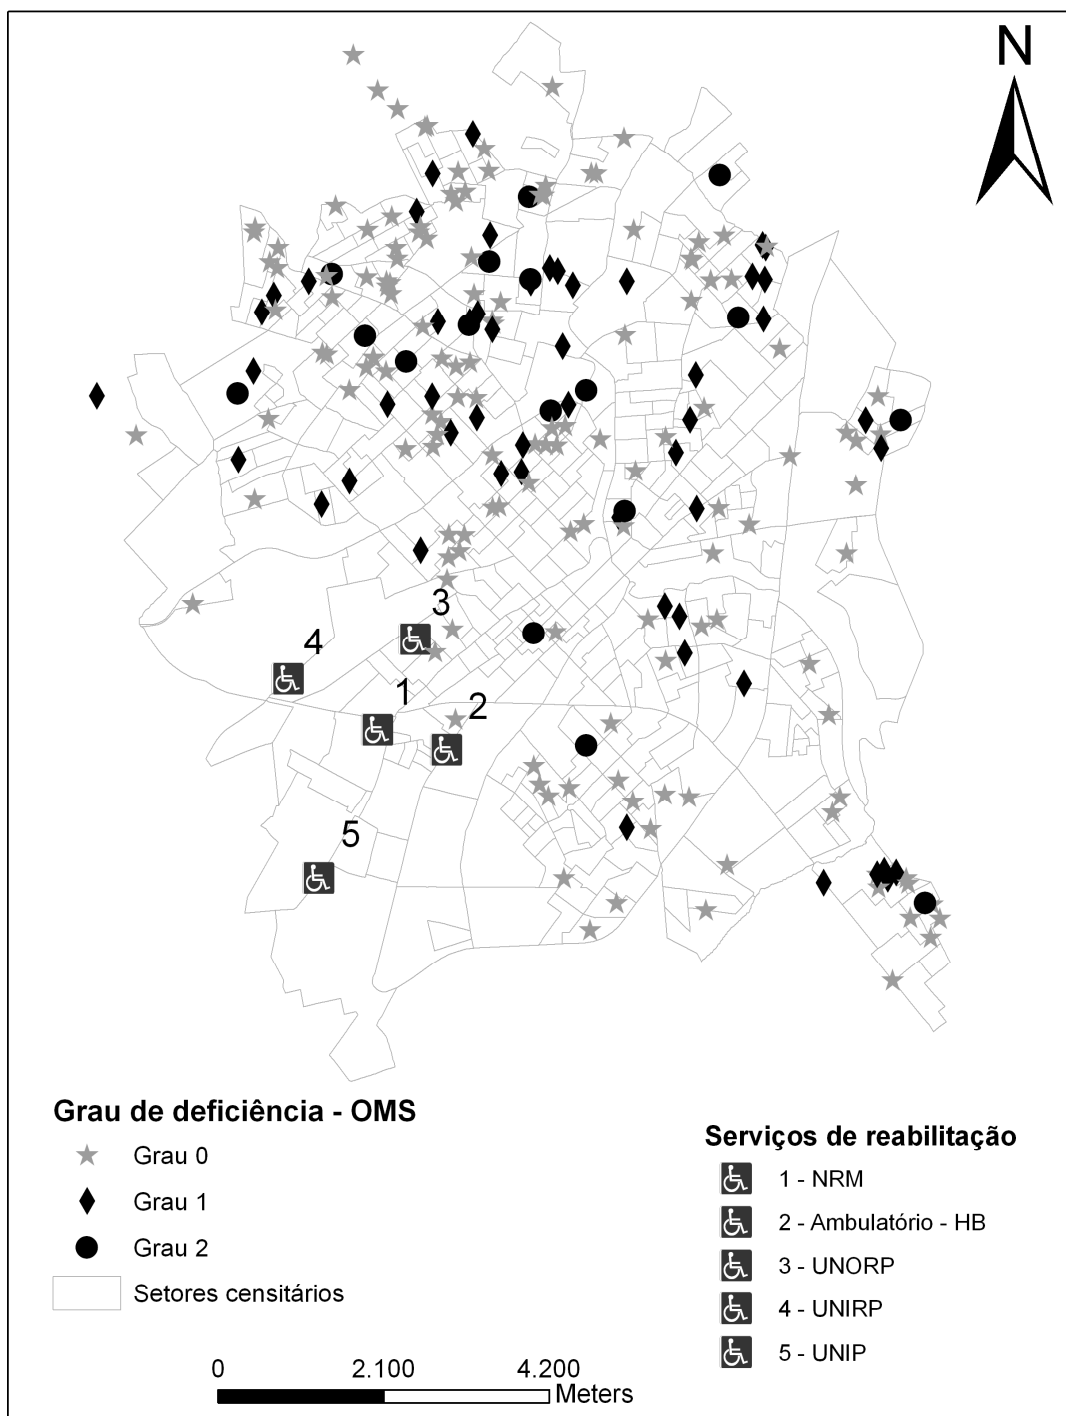 N
3
4
1
2
5
Grau de deficiência - OMS
Grau 0
Grau 1
Grau 2
Setores censitários
Serviços de reabilitação
1 - NRM
2 - Ambulatório - HB
3 - UNORP
4 - UNIRP
5 - UNIP
0 2.100 4.200
Meters